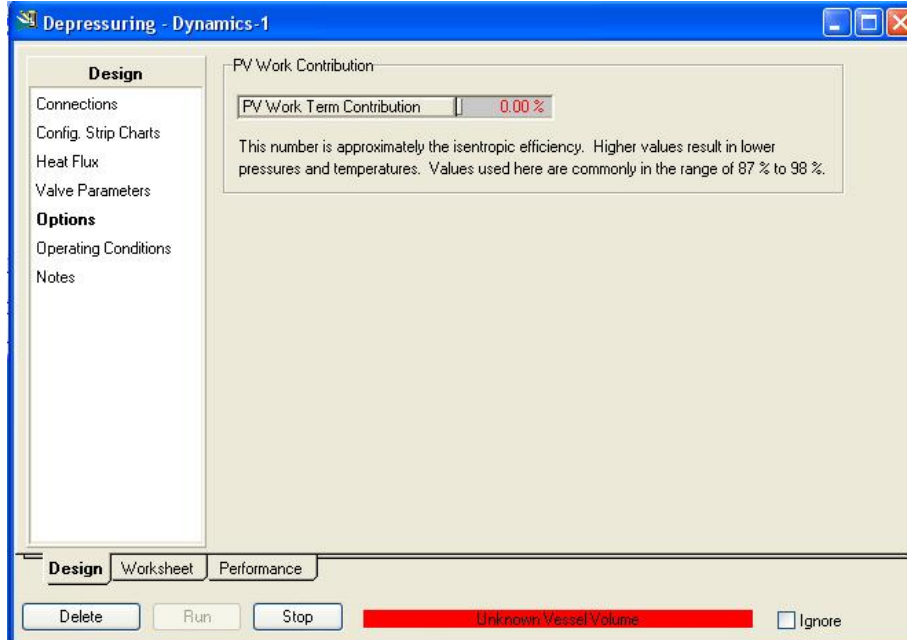 Depressuring - Dynamics-1
Design
Connections
Config. Strip Charts
Heat Flux
Valve Parameters
Options
Operating Conditions
Notes
PV Work Contribution
PV Work Term Contribution 0.00 %
This number is approximately the isentropic efficiency. Higher values result in lower
pressures and temperatures. Values used here are commonly in the range of 87 % to 98 %.
Design Worksheet Performance
Delete Run Stop Unknown Vessel Volume Ignore